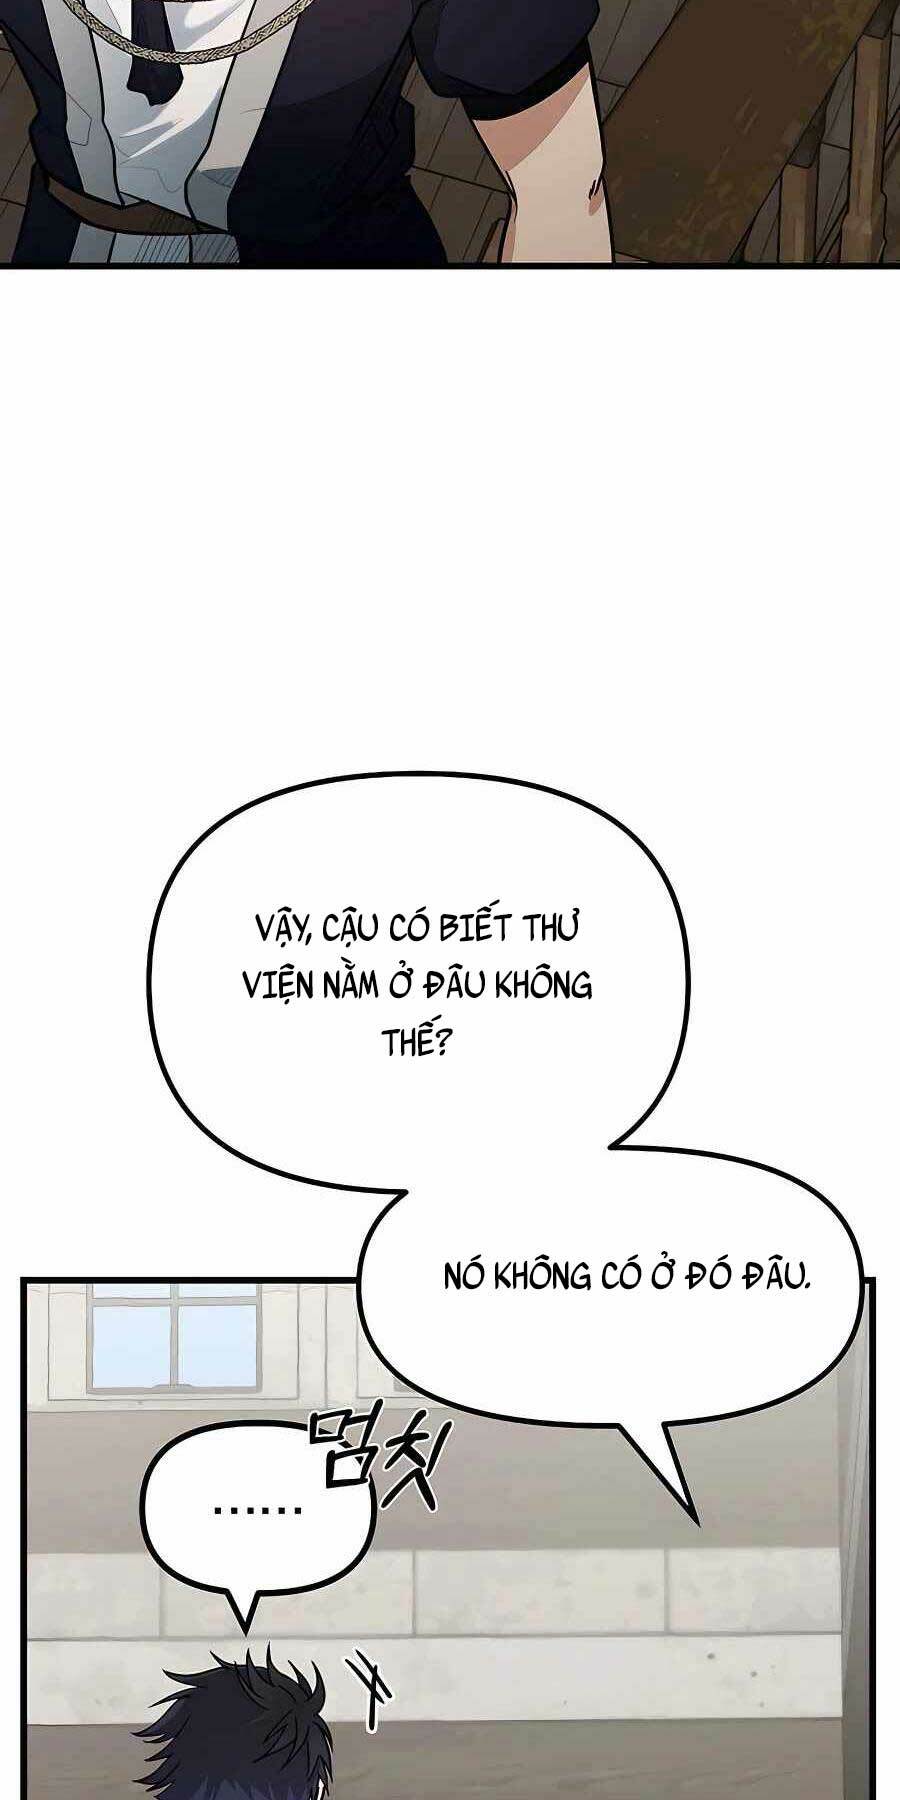 VẬY, CẬU CÓ BIẾT THƯ
VIỆN NẰM Ở ĐÂU KHÔNG
THẾ?
NÓ KHÔNG CÓ Ở ĐÓ ĐÂU.
멈칫
......